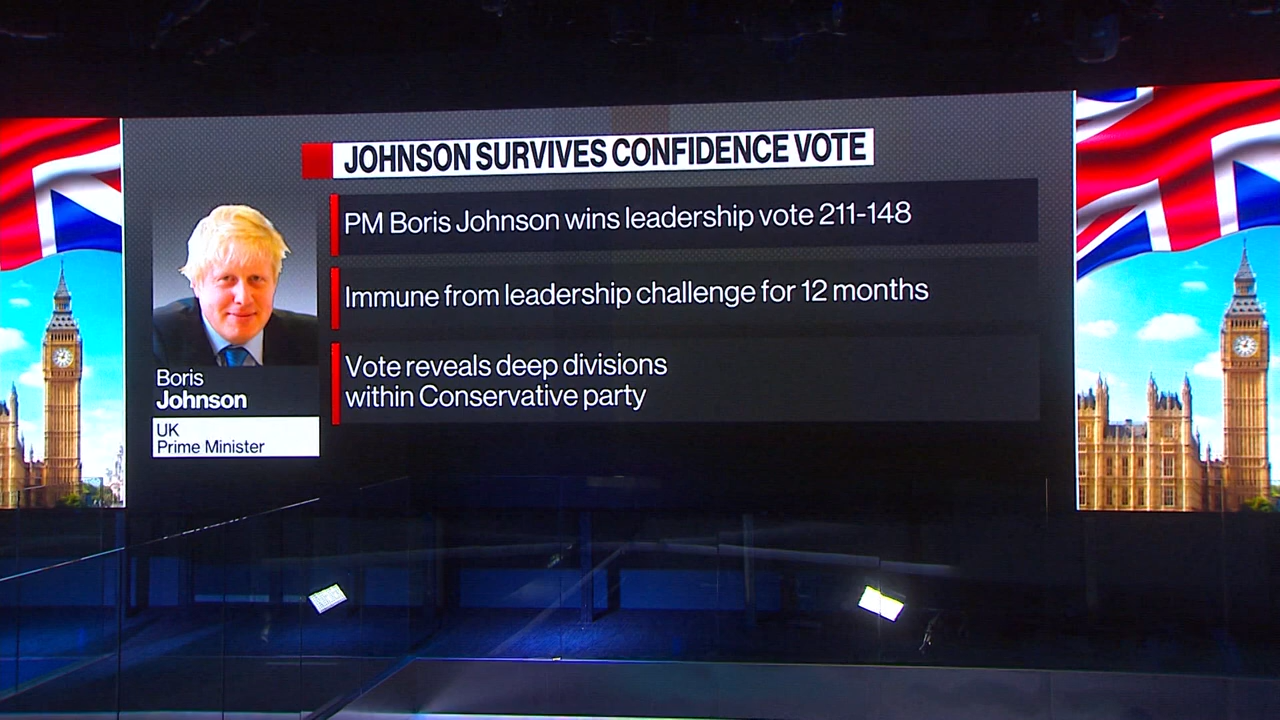 JOHNSON SURVIVES CONFIDENCE VOTE
PM Boris Johnson wins leadership vote 211-148
Immune from leadership challenge for 12 months
Vote reveals deep divisions
within Conservative party
Boris
Johnson
UK
Prime Minister